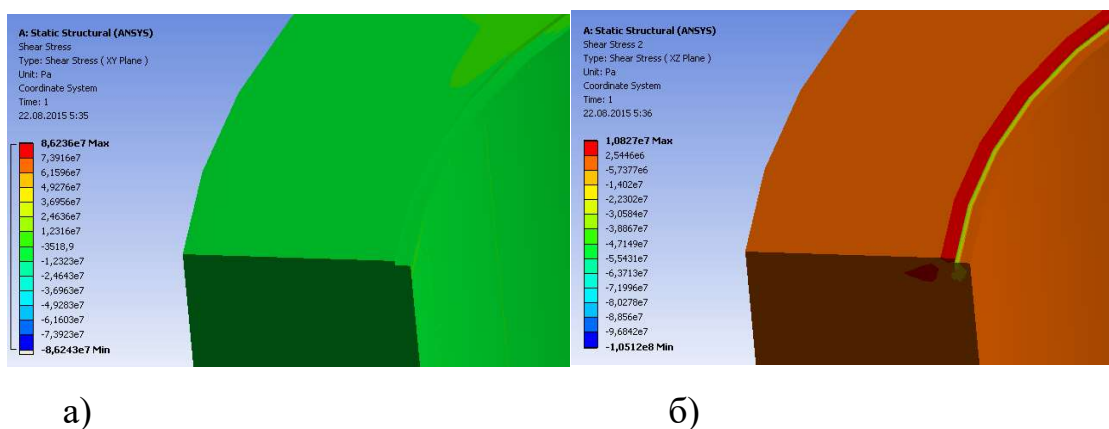 A: Static Structural (ANSYS)
Shear Stress
Type: Shear Stress ( XY Plane )
Unit: Pa
Coordinate System
Time: 1
22.08.2015 5:35
8,6236e7 Max
7,3916e7
6,1596e7
4,9276e7
3,6956e7
2,4636e7
1,2316e7
-3518,9
-1,2323e7
-2,4643e7
-3,6963e7
-4,9283e7
-6,1603e7
-7,3923e7
-8,6243e7 Min
A: Static Structural (ANSYS)
Shear Stress 2
Type: Shear Stress ( XZ Plane )
Unit: Pa
Coordinate System
Time: 1
22.08.2015 5:36
1,0827e7 Max
2,5446e6
-5,7377e6
-1,402e7
-2,2302e7
-3,0584e7
-3,8867e7
-4,7149e7
-5,5431e7
-6,3713e7
-7,1996e7
-8,0278e7
-8,856e7
-9,6842e7
-1,0512e8 Min
а)
б)